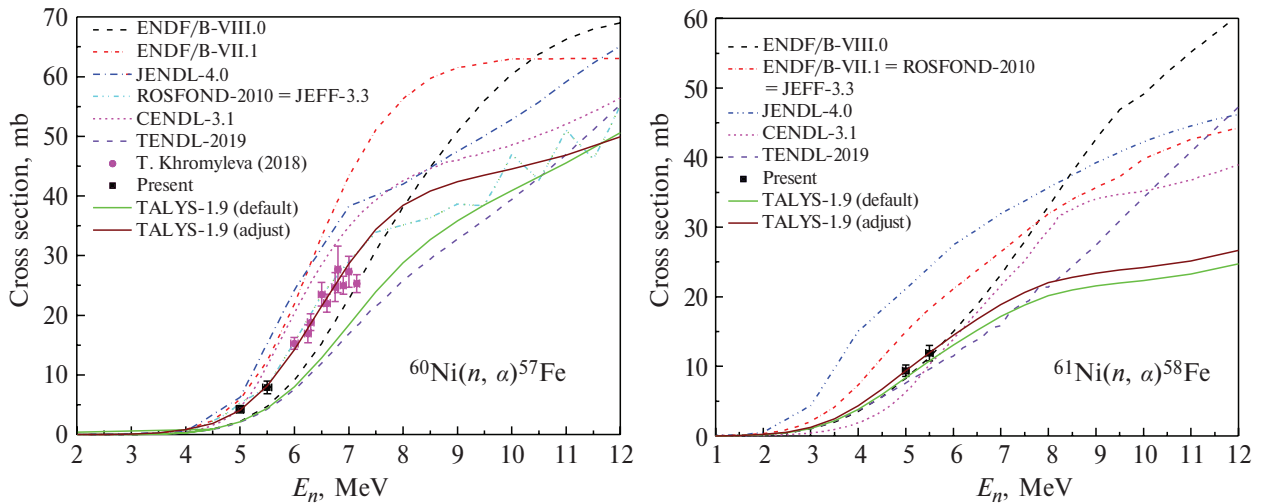 70
60
50
40
30
20
10
0
Cross section, mb
ENDF/B-VIII.0
ENDF/B-VII.1
JENDL-4.0
ROSFOND-2010 = JEFF-3.3
CENDL-3.1
TENDL-2019
T. Khromyleva (2018)
Present
TALYS-1.9 (default)
TALYS-1.9 (adjust)
⁶⁰Ni(n, α)⁵⁷Fe
2 3 4 5 6 7 8 9 10 11 12
Eₙ, MeV
60
50
40
30
20
10
0
Cross section, mb
ENDF/B-VIII.0
ENDF/B-VII.1 = ROSFOND-2010
= JEFF-3.3
JENDL-4.0
CENDL-3.1
TENDL-2019
Present
TALYS-1.9 (default)
TALYS-1.9 (adjust)
⁶¹Ni(n, α)⁵⁸Fe
1 2 3 4 5 6 7 8 9 10 11 12
Eₙ, MeV